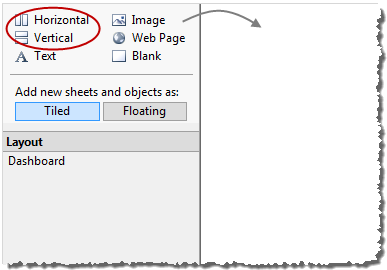 Horizontal Image
Vertical Web Page
A Text Blank
Add new sheets and objects as:
Tiled Floating
Layout
Dashboard